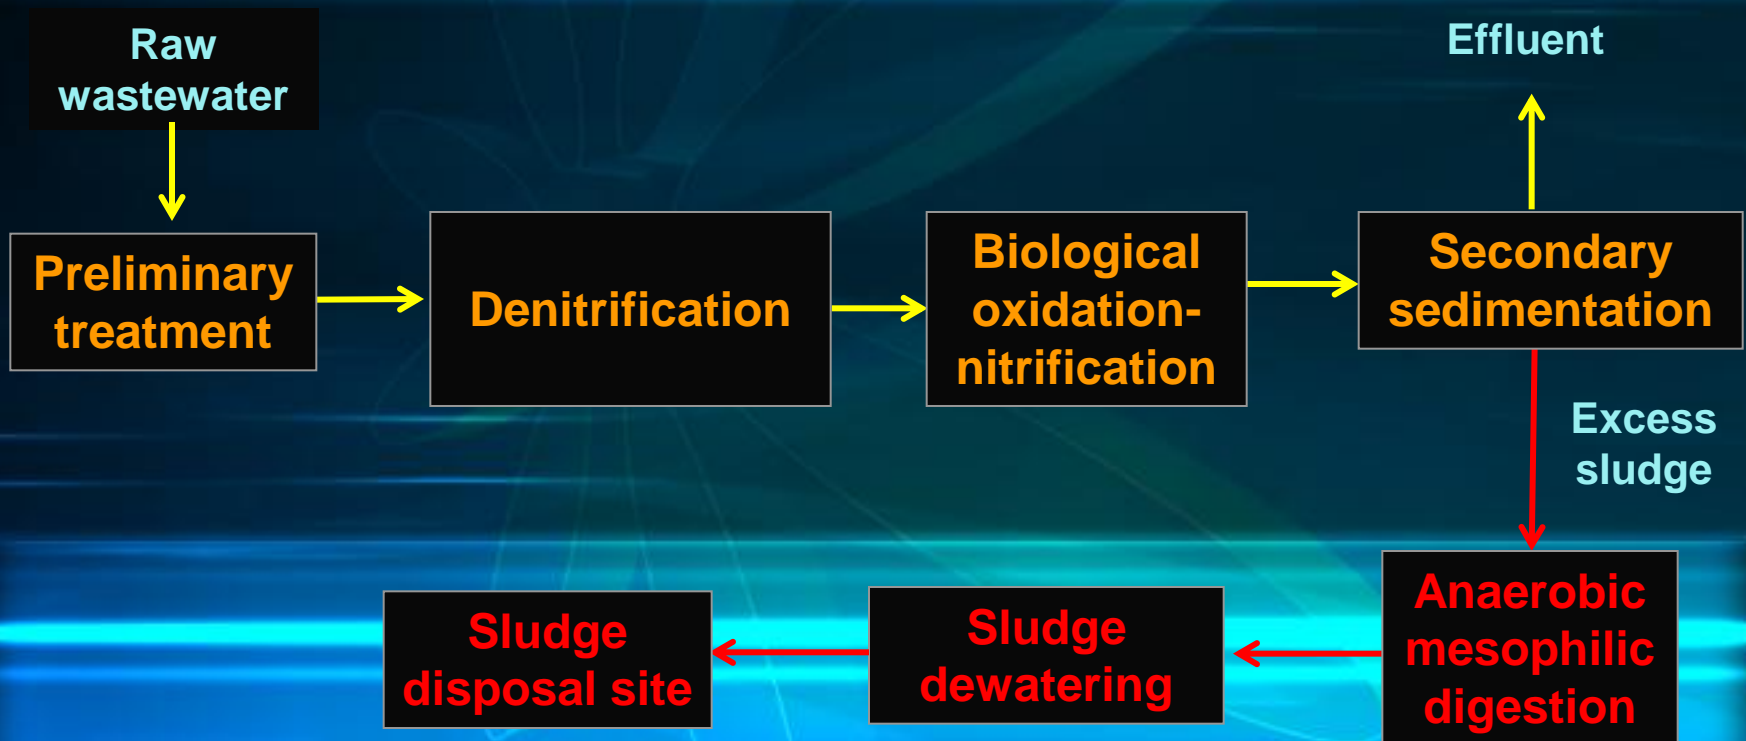 Raw
wastewater
Effluent
Preliminary
treatment
Denitrification
Biological
oxidation-
nitrification
Secondary
sedimentation
Excess
sludge
Sludge
disposal site
Sludge
dewatering
Anaerobic
mesophilic
digestion